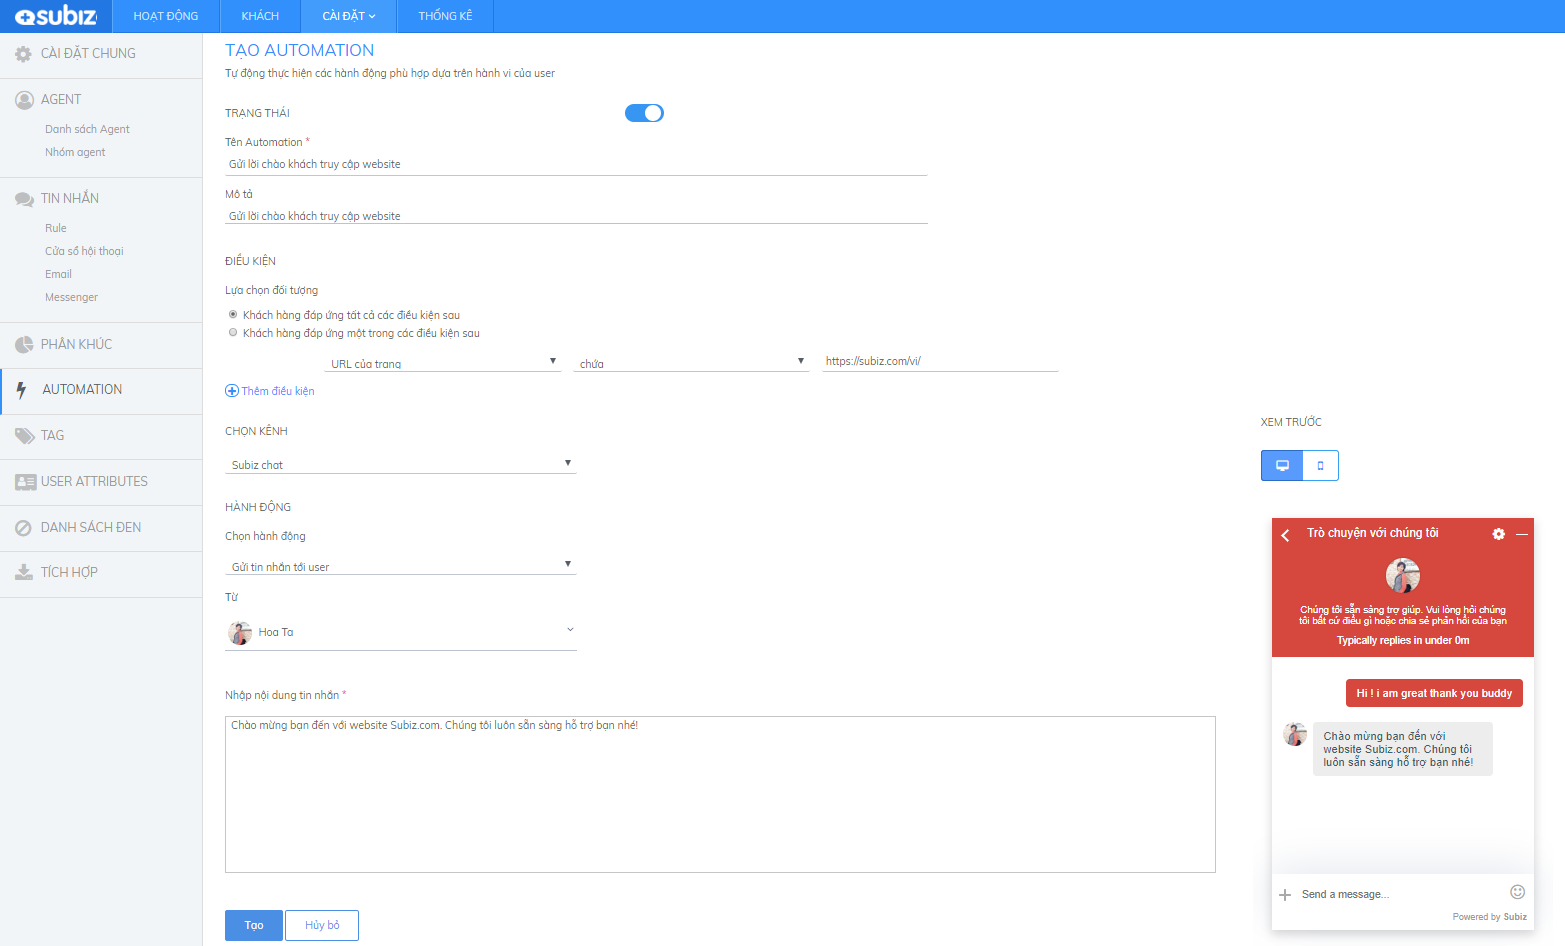 subiz
HOẠT ĐỘNG
KHÁCH
CÀI ĐẶT
THỐNG KÊ
CÀI ĐẶT CHUNG
AGENT
Danh sách Agent
Nhóm agent
TIN NHẮN
Rule
Cửa sổ hội thoại
Email
Messenger
PHÂN KHÚC
AUTOMATION
TAG
USER ATTRIBUTES
DANH SÁCH ĐEN
TÍCH HỢP
TẠO AUTOMATION
Tự động thực hiện các hành động phù hợp dựa trên hành vi của user
TRẠNG THÁI
Tên Automation *
Gửi lời chào khách truy cập website
Mô tả
Gửi lời chào khách truy cập website
ĐIỀU KIỆN
Lựa chọn đối tượng
Khách hàng đáp ứng tất cả các điều kiện sau
Khách hàng đáp ứng một trong các điều kiện sau
URL của trang
chứa
https://subiz.com/vi/
Thêm điều kiện
CHỌN KÊNH
Subiz chat
HÀNH ĐỘNG
Chọn hành động
Gửi tin nhắn tới user
Từ
Hoa Ta
Nhập nội dung tin nhắn *
Chào mừng bạn đến với website Subiz.com. Chúng tôi luôn sẵn sàng hỗ trợ bạn nhé!
Tạo
Hủy bỏ
XEM TRƯỚC
Trò chuyện với chúng tôi
Chúng tôi sẵn sàng trợ giúp. Vui lòng hỏi chúng
tôi bất cứ điều gì hoặc chia sẻ phản hồi của bạn
Typically replies in under 0m
Hi ! i am great thank you buddy
Chào mừng bạn đến với
website Subiz.com. Chúng tôi
luôn sẵn sàng hỗ trợ bạn nhé!
Send a message...
Powered by Subiz